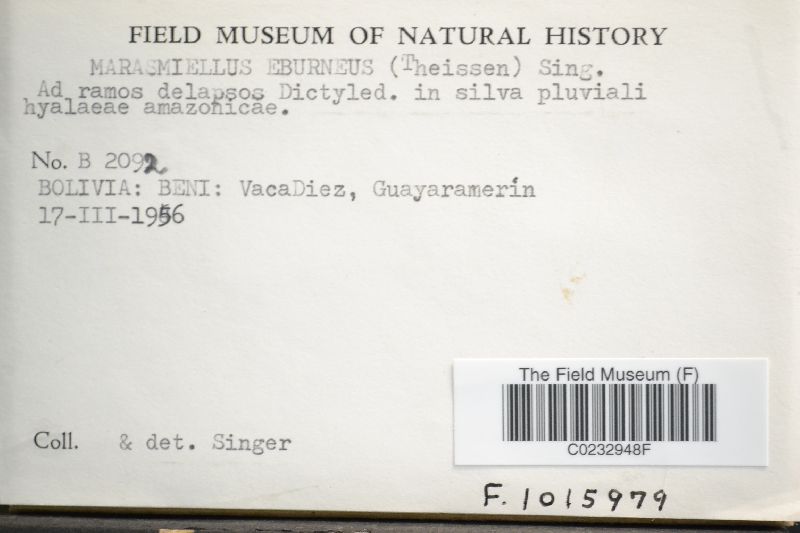 FIELD MUSEUM OF NATURAL HISTORY
MARASMIELLUS EBURNEUS (Theissen) Sing.
Ad ramos delapsos Dictyled. in silva pluviali
hyalaeae amazonicae.
No. B 2092
BOLIVIA: BENI: VacaDiez, Guayaramerín
17-III-1956
The Field Museum (F)
C0232948F
Coll. & det. Singer
F. 1015979